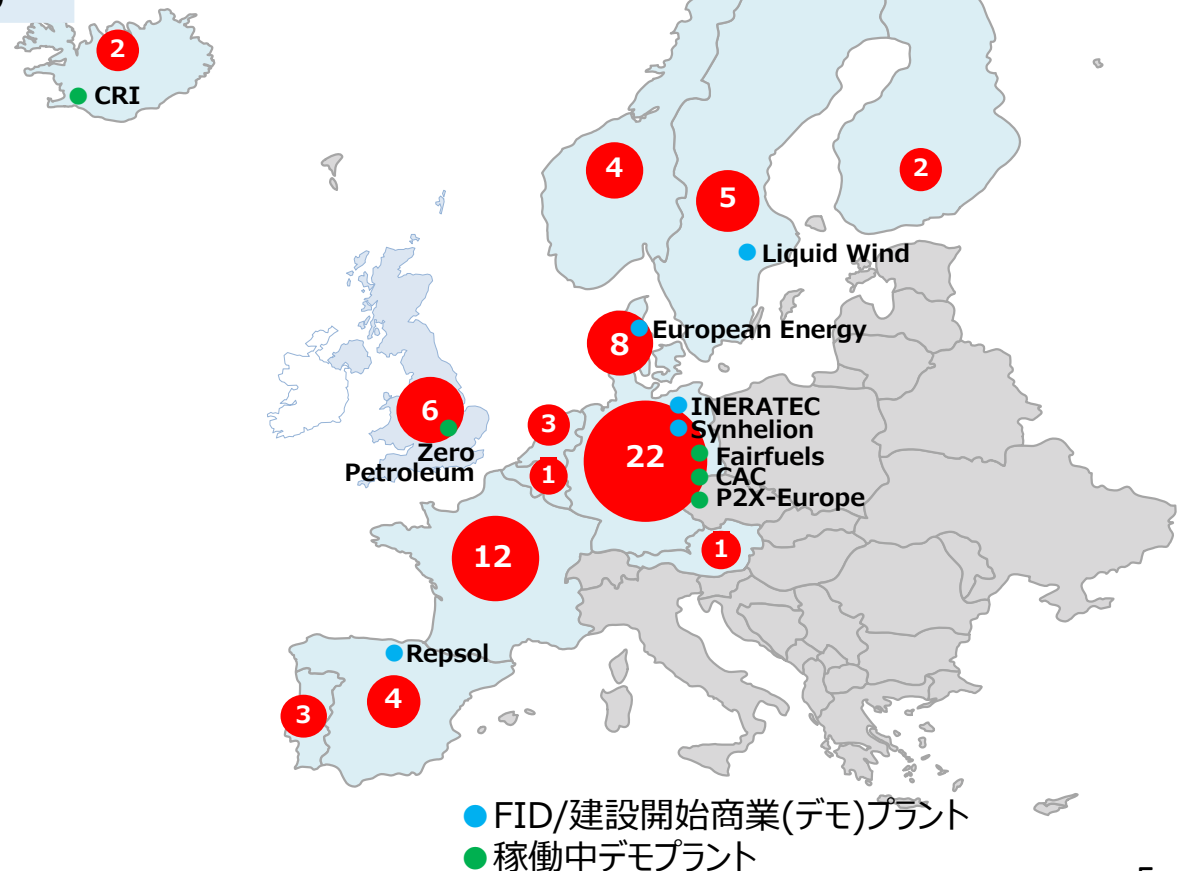 2
CRI
4
5
2
Liquid Wind
European Energy
8
6
Zero
Petroleum
3
1
22
INERATEC
Synhelion
Fairfuels
CAC
P2X-Europe
12
1
Repsol
4
3
FID/建設開始商業(デモ)プラント
稼働中デモプラント